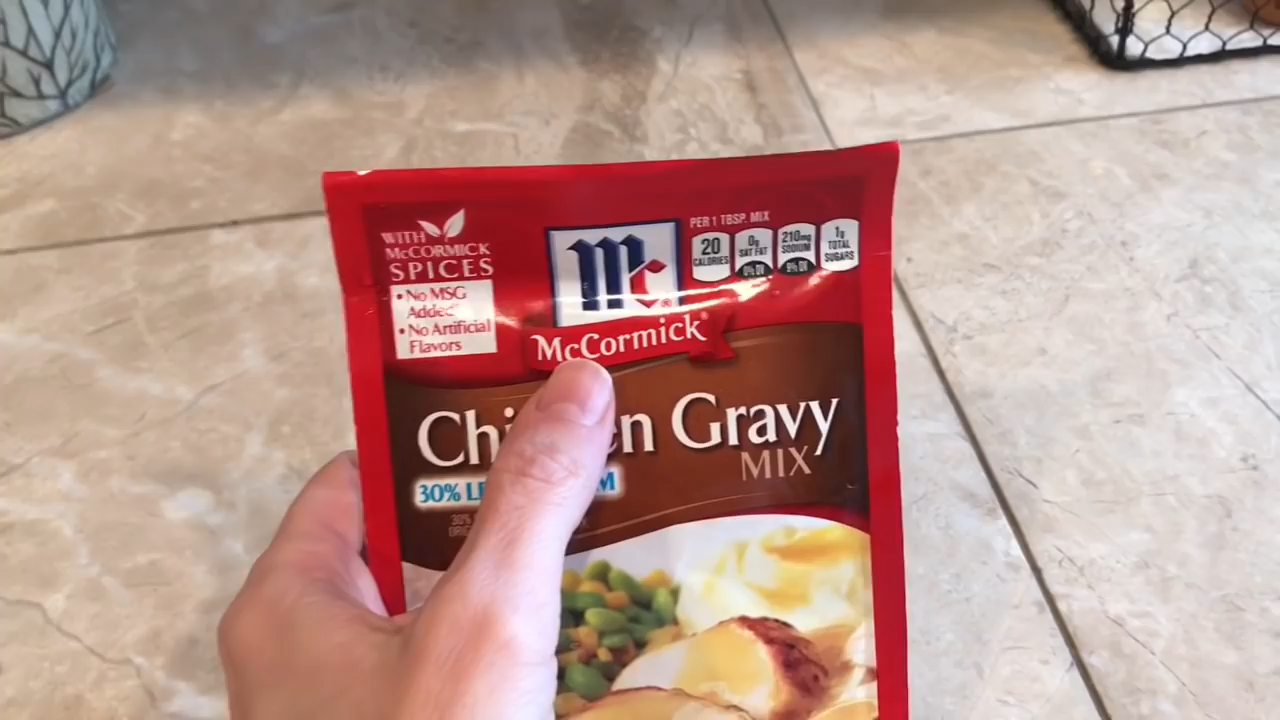 WITH
McCORMICK
SPICES
• No MSG
Added
• No Artificial
Flavors
Mc®
McCormick®
PER 1 TBSP. MIX
20
CALORIES
0g
SAT FAT
0% DV
210mg
SODIUM
9% DV
1g
TOTAL
SUGARS
Gravy
MIX
30%